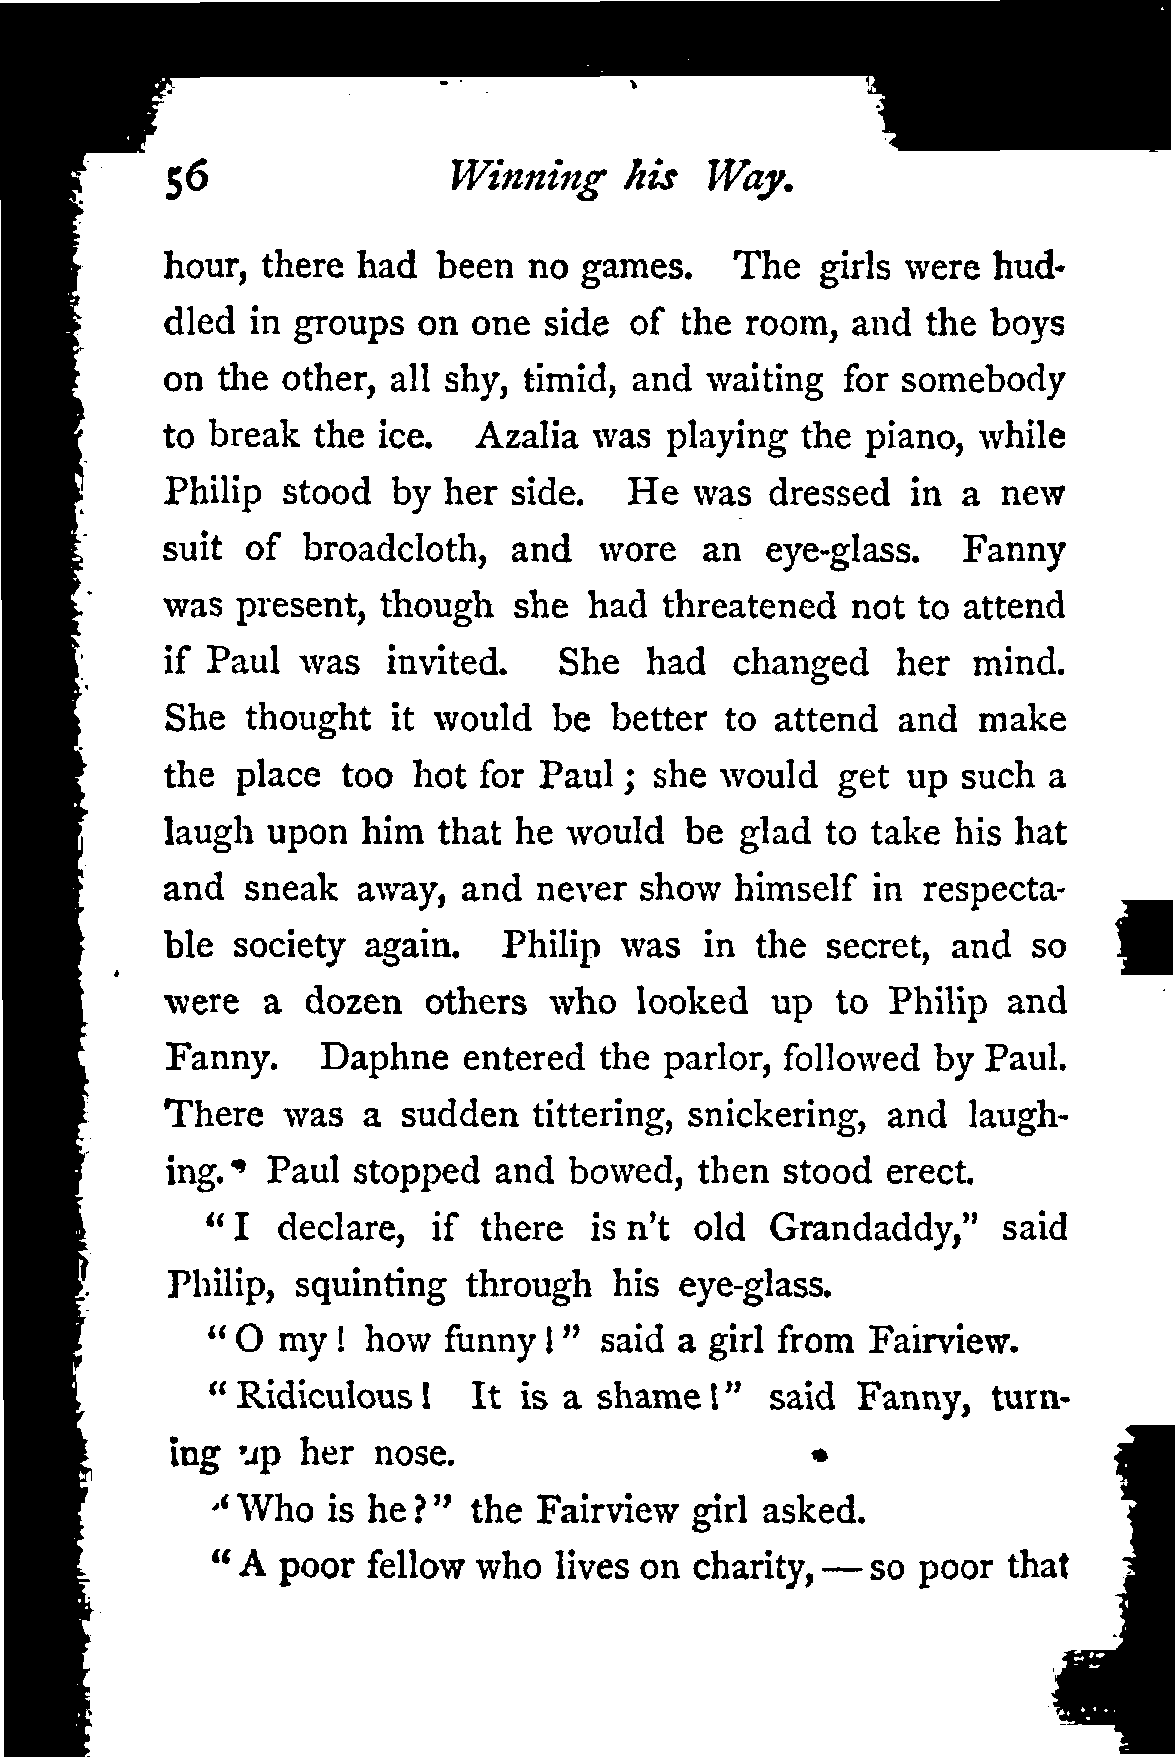 56 Winning his Way.
hour, there had been no games. The girls were hud-
dled in groups on one side of the room, and the boys
on the other, all shy, timid, and waiting for somebody
to break the ice. Azalia was playing the piano, while
Philip stood by her side. He was dressed in a new
suit of broadcloth, and wore an eye-glass. Fanny
was present, though she had threatened not to attend
if Paul was invited. She had changed her mind.
She thought it would be better to attend and make
the place too hot for Paul; she would get up such a
laugh upon him that he would be glad to take his hat
and sneak away, and never show himself in respecta-
ble society again. Philip was in the secret, and so
were a dozen others who looked up to Philip and
Fanny. Daphne entered the parlor, followed by Paul.
There was a sudden tittering, snickering, and laugh-
ing. Paul stopped and bowed, then stood erect.
"I declare, if there is n't old Grandaddy," said
Philip, squinting through his eye-glass.
"O my! how funny!" said a girl from Fairview.
"Ridiculous! It is a shame!" said Fanny, turn-
ing up her nose.
"Who is he?" the Fairview girl asked.
"A poor fellow who lives on charity,—so poor that